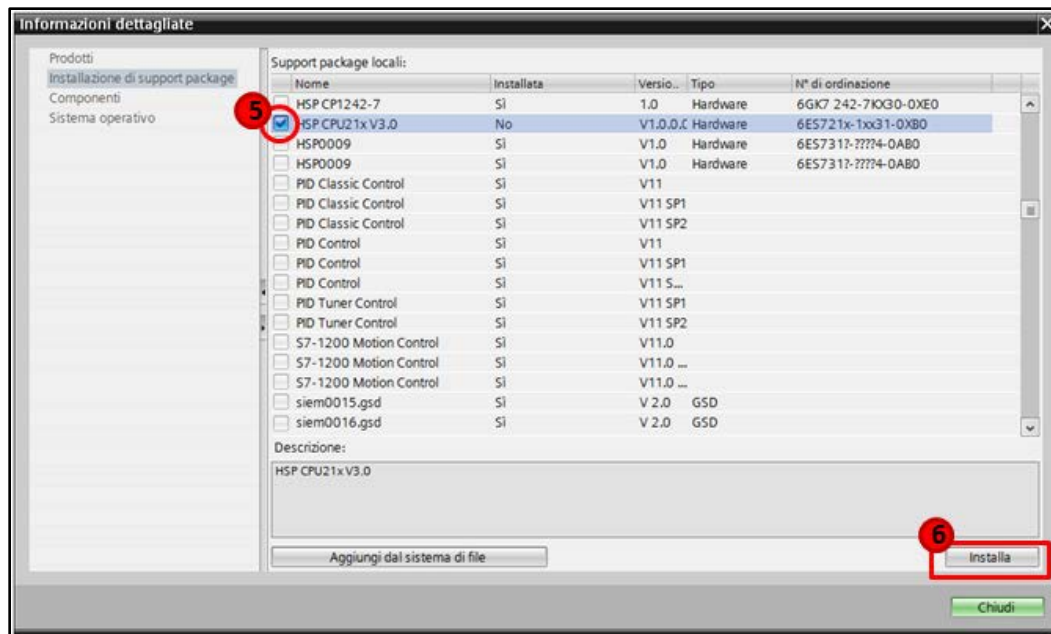 Informazioni dettagliate
Prodotti
Installazione di support package
Componenti
Sistema operativo
Support package locali:
Nome Installata Versio... Tipo N° di ordinazione
HSP CP1242-7 Sì 1.0 Hardware 6GK7 242-7KX30-0XE0
5
HSP CPU21x V3.0 No V1.0.0.0 Hardware 6ES721x-1xx31-0XB0
HSP0009 Sì V1.0 Hardware 6ES731?-????4-0AB0
HSP0009 Sì V1.0 Hardware 6ES731?-????4-0AB0
PID Classic Control Sì V11
PID Classic Control Sì V11 SP1
PID Classic Control Sì V11 SP2
PID Control Sì V11
PID Control Sì V11 SP1
PID Control Sì V11 S...
PID Tuner Control Sì V11 SP1
PID Tuner Control Sì V11 SP2
S7-1200 Motion Control Sì V11.0
S7-1200 Motion Control Sì V11.0 ...
S7-1200 Motion Control Sì V11.0 ...
siem0015.gsd Sì V 2.0 GSD
siem0016.gsd Sì V 2.0 GSD
Descrizione:
HSP CPU21x V3.0
6
Aggiungi dal sistema di file Installa
Chiudi